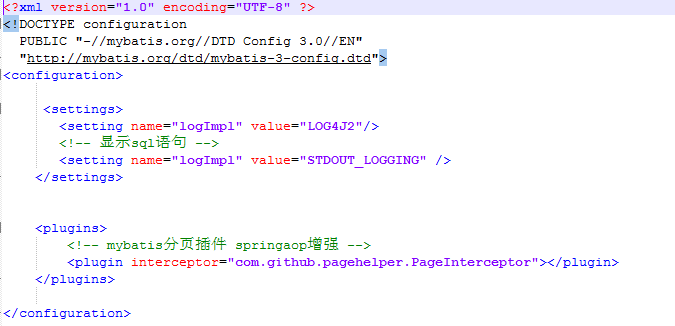 <?xml version="1.0" encoding="UTF-8" ?>
<!DOCTYPE configuration
PUBLIC "-//mybatis.org//DTD Config 3.0//EN"
"http://mybatis.org/dtd/mybatis-3-config.dtd">
<configuration>
<settings>
<setting name="logImpl" value="LOG4J2"/>
<!-- 显示sql语句 -->
<setting name="logImpl" value="STDOUT_LOGGING" />
</settings>
<plugins>
<!-- mybatis分页插件 springaop增强 -->
<plugin interceptor="com.github.pagehelper.PageInterceptor"></plugin>
</plugins>
</configuration>